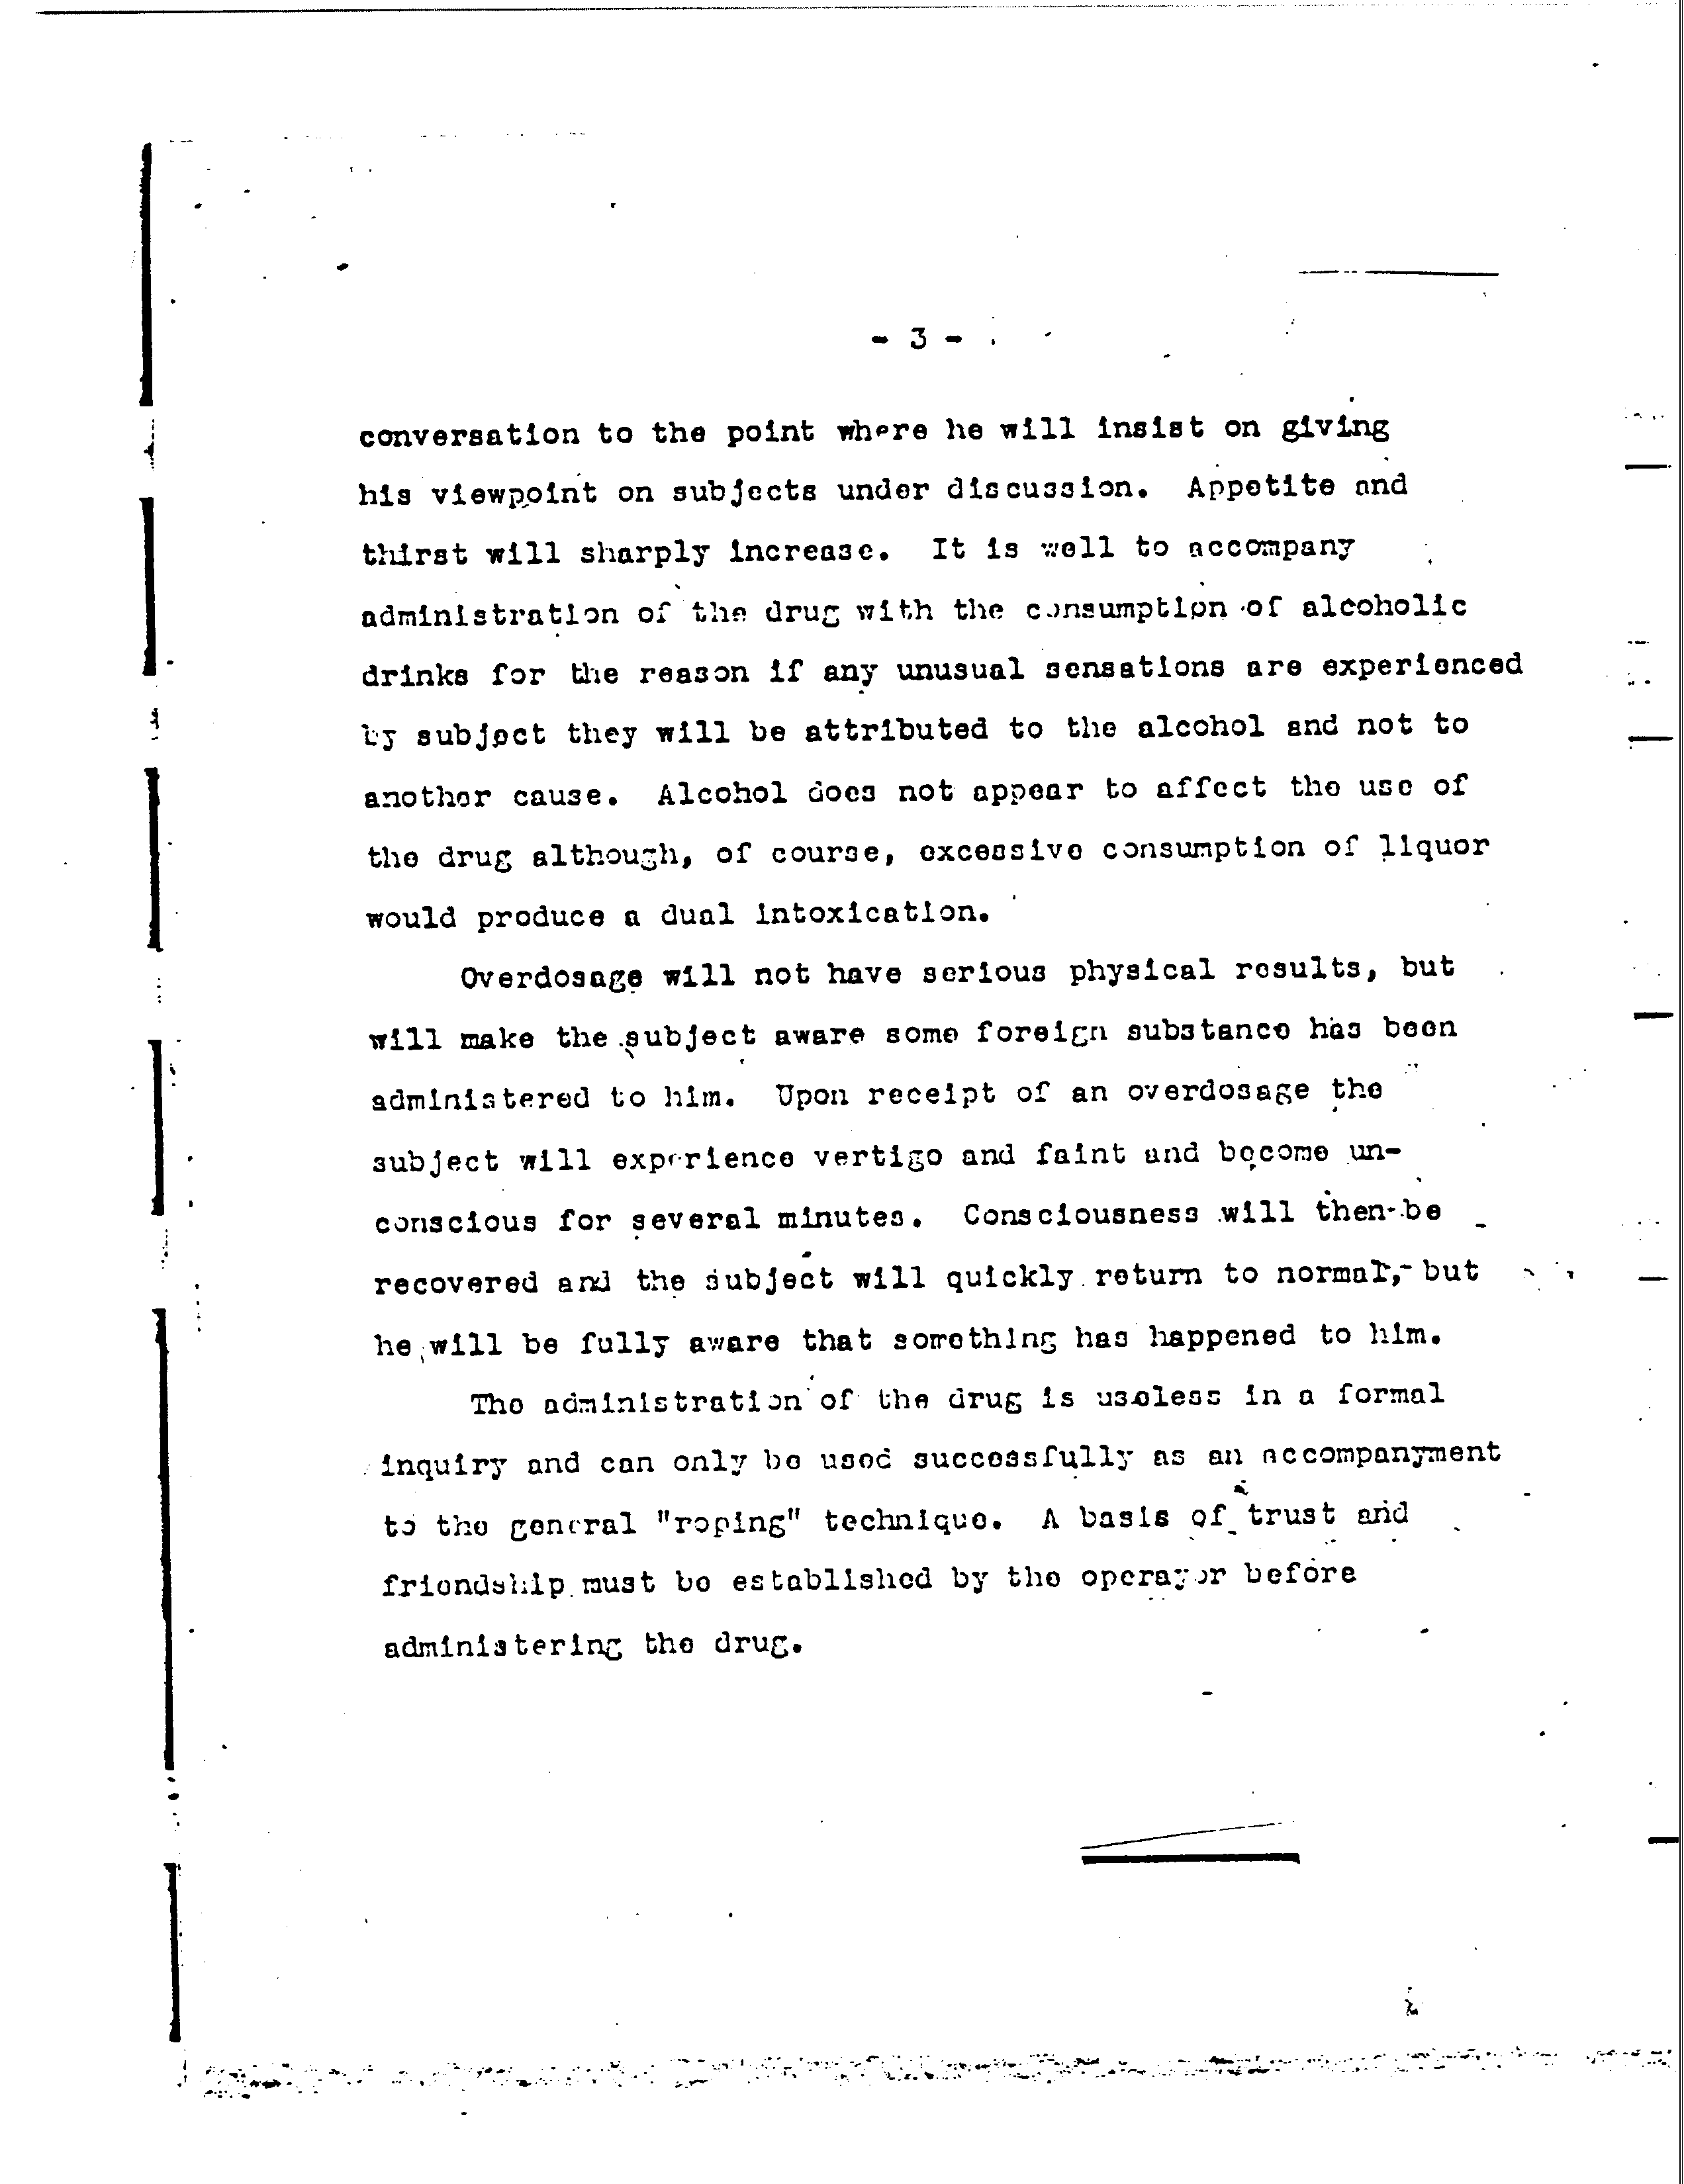 - 3 -
conversation to the point where he will insist on giving
his viewpoint on subjects under discussion. Appetite and
thirst will sharply increase. It is well to accompany
administration of the drug with the consumption of alcoholic
drinks for the reason if any unusual sensations are experienced
by subject they will be attributed to the alcohol and not to
another cause. Alcohol does not appear to affect the use of
the drug although, of course, excessive consumption of liquor
would produce a dual intoxication.
Overdosage will not have serious physical results, but
will make the subject aware some foreign substance has been
administered to him. Upon receipt of an overdosage the
subject will experience vertigo and faint and become un-
conscious for several minutes. Consciousness will then be
recovered and the subject will quickly return to normal, but
he will be fully aware that something has happened to him.
The administration of the drug is useless in a formal
inquiry and can only be used successfully as an accompanyment
to the general "roping" technique. A basis of trust and
friendship must be established by the operayor before
administering the drug.